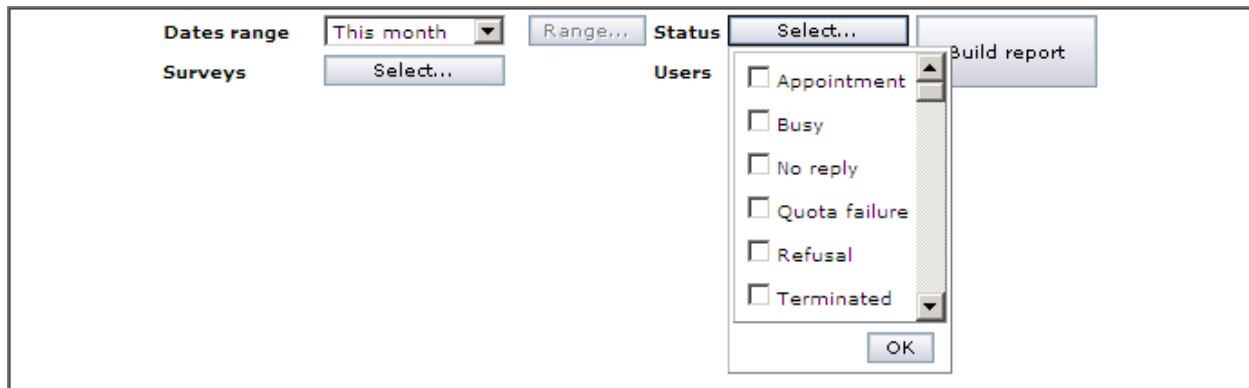 Dates range This month Range... Status Select... Build report
Surveys Select... Users
Appointment
Busy
No reply
Quota failure
Refusal
Terminated
OK